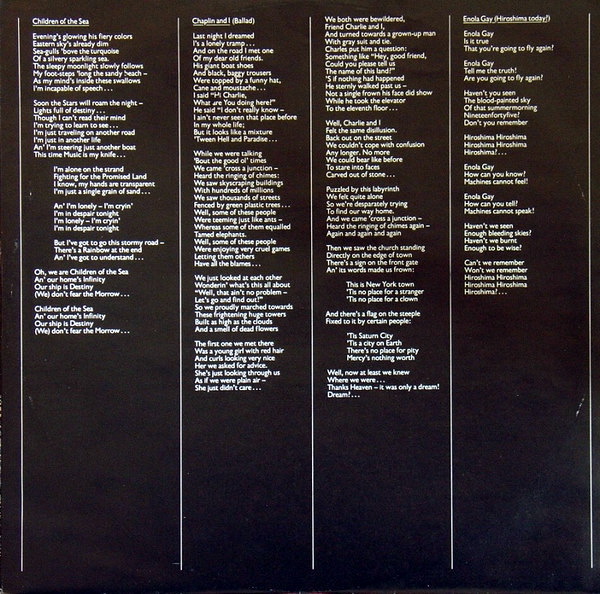 Children of the Sea
Evening's glowing his fiery colors
Eastern sky's already dim
Sea-gulls 'bove the turquoise
Of a silvery sparkling sea.
The sleepy moonlight slowly follows
My foot-steps 'long the sandy beach –
As my mind's inside these swallows
I'm incapable of speech . . .
Soon the Stars will roam the night –
Lights full of destiny . . .
Though I can't read their mind
I'm trying to learn to see . . .
I'm just traveling on another road
I'm just in another life
An' I'm steering just another boat
This time Music is my knife . . .
I'm alone on the strand
Fighting for the Promised Land
I know, my hands are transparent
I'm just a single grain of sand . . .
An' I'm lonely – I'm cryin'
I'm in despair tonight
I'm lonely – I'm cryin'
I'm in despair tonight
But I've got to go this stormy road –
There's a Rainbow at the end
An' I've got to understand . . .
Oh, we are Children of the Sea
An' our home's Infinity
Our ship is Destiny
(We) don't fear the Morrow . . .
Children of the Sea
An' our home's Infinity
Our ship is Destiny
(We) don't fear the Morrow . . .
Chaplin and I (Ballad)
Last night I dreamed
I's a lonely tramp . . .
And on the road I met one
Of my dear old friends.
His giant boat shoes
And black, baggy trousers
Were topped by a funny hat,
Cane and moustache . . .
I said "Hi Charlie,
What are You doing here!"
He said "I don't really know –
I ain't never seen that place before
In my whole life;
But it looks like a mixture
'Tween Hell and Paradise . . .
While we were talking
'Bout the good ol' times
We came 'cross a junction –
Heard the ringing of chimes:
We saw skyscraping buildings
With hundreds of millions
We saw thousands of streets
Fenced by green plastic trees . . .
Well, some of these people
Were teeming just like ants –
Whereas some of them equalled
Tamed elephants.
Well, some of these people
Were enjoying very cruel games
Letting them others
Have all the blames . . .
We just looked at each other
Wonderin' what's this all about
"Well, that ain't no problem –
Let's go and find out!"
So we proudly marched towards
These frightening huge towers
Built as high as the clouds
And a smell of dead flowers
The first one we met there
Was a young girl with red hair
And curls looking very nice
Her we asked for advice.
She's just looking through us
As if we were plain air –
She just didn't care . . .
We both were bewildered,
Friend Charlie and I,
And turned towards a grown-up man
With gray suit and tie.
Charles put him a question:
Something like "Hey, good friend,
Could you please tell us
The name of this land?"
'S if nothing had happened
He sternly walked past us –
Not a single frown his face did show
While he took the elevator
To the eleventh floor . . .
Well, Charlie and I
Felt the same disillusion.
Back out on the street
We couldn't cope with confusion
Any longer. No more
We could bear like before
To stare into faces
Carved out of stone . . .
Puzzled by this labyrinth
We felt quite alone
So we're desparately trying
To find our way home.
And we came 'cross a junction –
Heard the ringing of chimes again –
Again and again and again
Then we saw the church standing
Directly on the edge of town
There's a sign on the front gate
An' its words made us frown:
This is New York town
'Tis no place for a stranger
'Tis no place for a clown
And there's a flag on the steeple
Fixed to it by certain people:
'Tis Saturn City
'Tis a city on Earth
There's no place for pity
Mercy's nothing worth
Well, now at least we knew
Where we were . . .
Thanks Heaven – it was only a dream!
Dream? . . .
Enola Gay (Hiroshima today?)
Enola Gay
Is it true
That you're going to fly again?
Enola Gay
Tell me the truth!
Are you going to fly again?
Haven't you seen
The blood-painted sky
Of that summermorning
Nineteenfortyfive?
Don't you remember
Hiroshima Hiroshima
Hiroshima Hiroshima
Hiroshima? . . .
Enola Gay
How can you know?
Machines cannot feel!
Enola Gay
How can you tell?
Machines cannot speak!
Haven't we seen
Enough bleeding skies?
Haven't we burnt
Enough to be wise?
Can't we remember
Won't we remember
Hiroshima Hiroshima
Hiroshima Hiroshima
Hiroshima? . . .